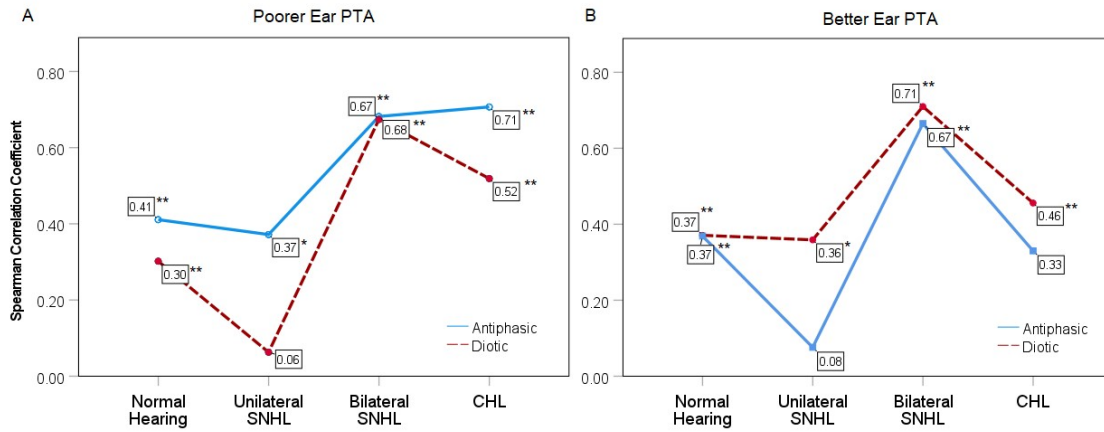 A
Poorer Ear PTA
Spearman Correlation Coefficient
0.80
0.60
0.40
0.20
0.00
0.41 **
0.30 **
0.37 *
0.06
0.67 **
0.68 **
0.71 **
0.52 **
Antiphasic
Diotic
Normal Hearing
Unilateral SNHL
Bilateral SNHL
CHL
B
Better Ear PTA
0.80
0.60
0.40
0.20
0.00
0.37 **
0.37 **
0.36 *
0.08
0.71 **
0.67 **
0.46 **
0.33
Antiphasic
Diotic
Normal Hearing
Unilateral SNHL
Bilateral SNHL
CHL